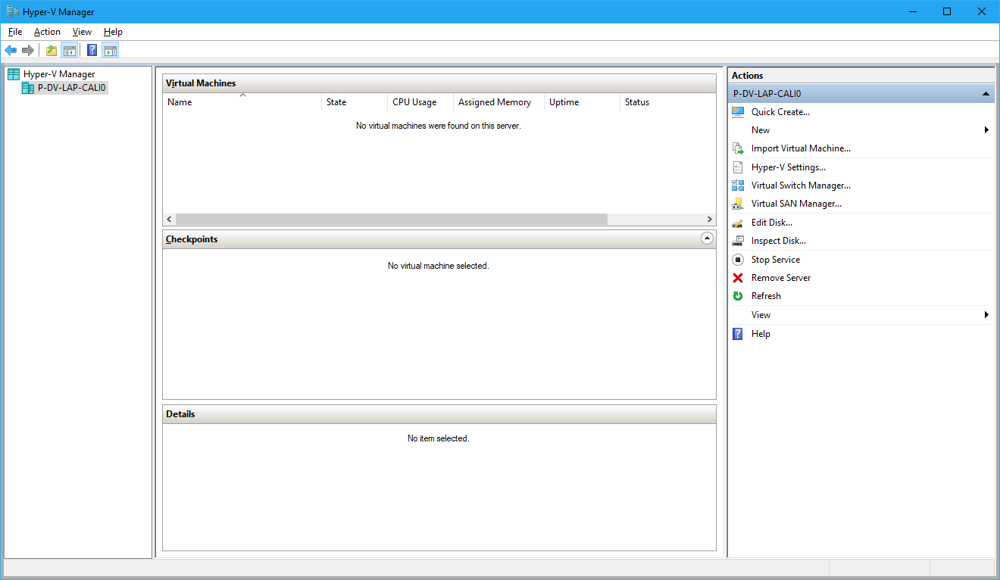 Hyper-V Manager
File Action View Help
Hyper-V Manager
P-DV-LAP-CALI0
Virtual Machines
Name State CPU Usage Assigned Memory Uptime Status
No virtual machines were found on this server.
Checkpoints
No virtual machine selected.
Details
No item selected.
Actions
P-DV-LAP-CALI0
Quick Create...
New
Import Virtual Machine...
Hyper-V Settings...
Virtual Switch Manager...
Virtual SAN Manager...
Edit Disk...
Inspect Disk...
Stop Service
Remove Server
Refresh
View
Help